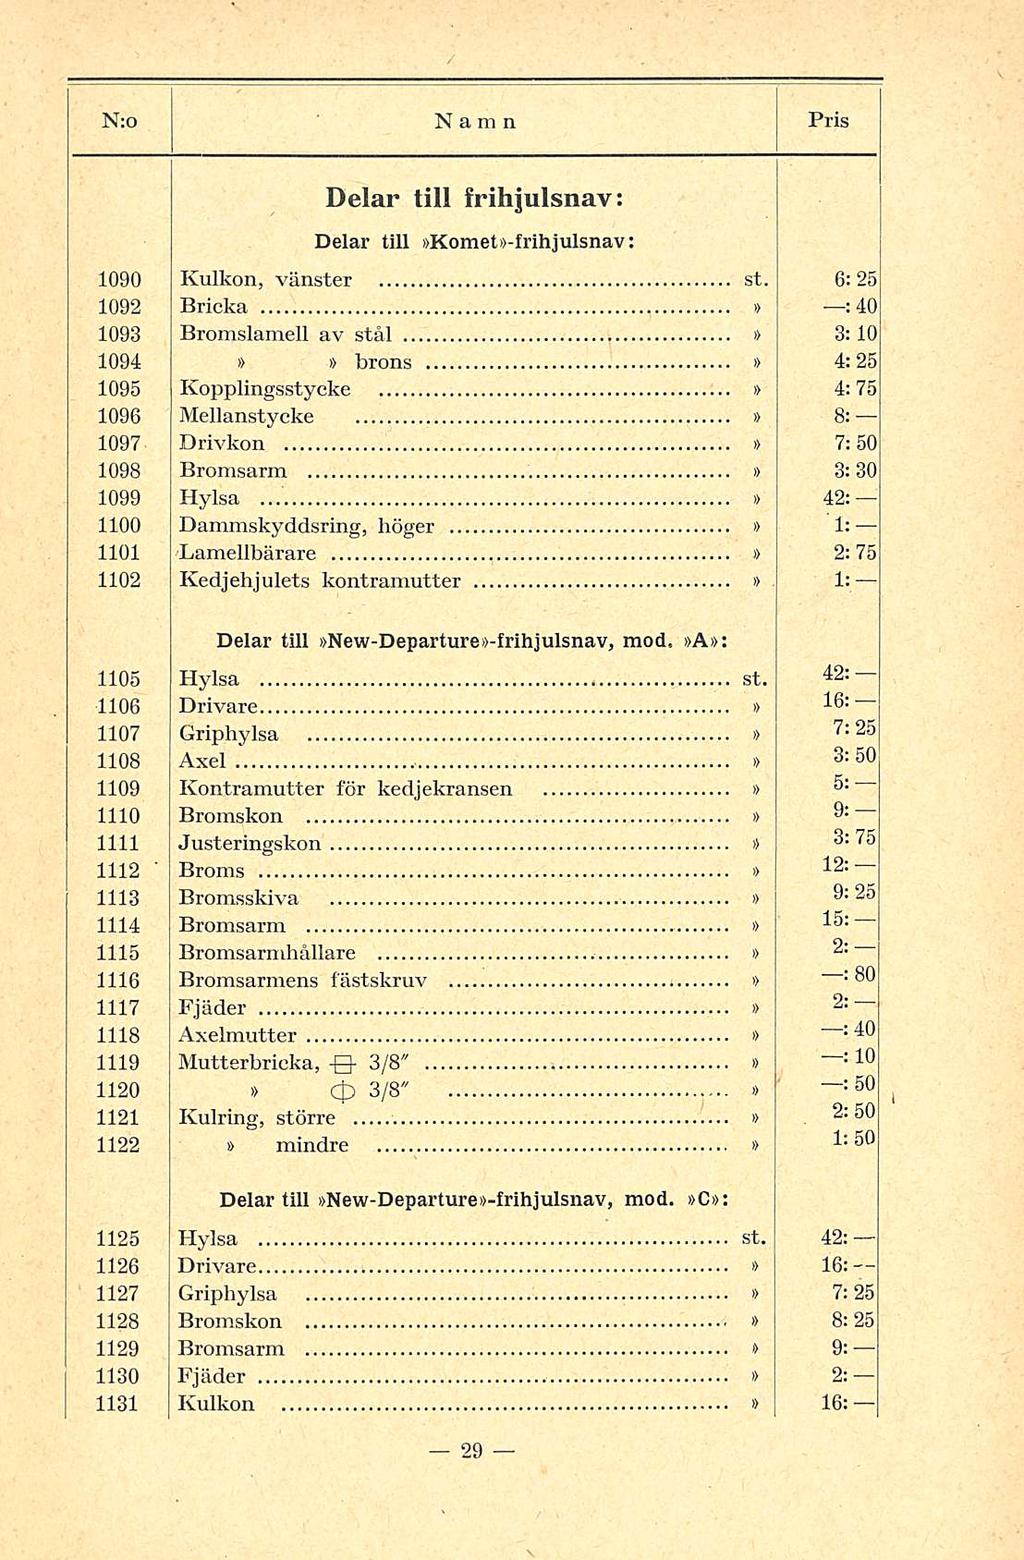 N:o Namn Pris
Delar till frihjulsnav:
Delar till »Komet»-frihjulsnav:
1090 Kulkon, vänster ........ st. 6: 25
1092 Bricka ........ » —: 40
1093 Bromslamell av stål ........ » 3: 10
1094 » » brons ........ » 4: 25
1095 Kopplingsstycke ........ » 4: 75
1096 Mellanstycke ........ » 8: —
1097 Drivkon ........ » 7: 50
1098 Bromsarm ........ » 3: 30
1099 Hylsa ........ » 42: —
1100 Dammskyddsring, höger ........ » 1: —
1101 Lamellbärare ........ » 2: 75
1102 Kedjehjulets kontramutter ........ » 1: —
Delar till »New-Departure»-frihjulsnav, mod. »A»:
1105 Hylsa ........ st. 42: —
1106 Drivare ........ » 16: —
1107 Griphylsa ........ » 7: 25
1108 Axel ........ » 3: 50
1109 Kontramutter för kedjekransen ........ » 5: —
1110 Bromskon ........ » 9: —
1111 Justeringskon ........ » 3: 75
1112 Broms ........ » 12: —
1113 Bromsskiva ........ » 9: 25
1114 Bromsarm ........ » 15: —
1115 Bromsarmhållare ........ » 2: —
1116 Bromsarmens fästskruv ........ » —: 80
1117 Fjäder ........ » 2: —
1118 Axelmutter ........ » —: 40
1119 Mutterbricka, 3/8″ ........ » —: 10
1120 » 3/8″ ........ » —: 50
1121 Kulring, större ........ » 2: 50
1122 » mindre ........ » 1: 50
Delar till »New-Departure»-frihjulsnav, mod. »C»:
1125 Hylsa ........ st. 42: —
1126 Drivare ........ » 16: —
1127 Griphylsa ........ » 7: 25
1128 Bromskon ........ » 8: 25
1129 Bromsarm ........ » 9: —
1130 Fjäder ........ » 2: —
1131 Kulkon ........ » 16: —
— 29 —